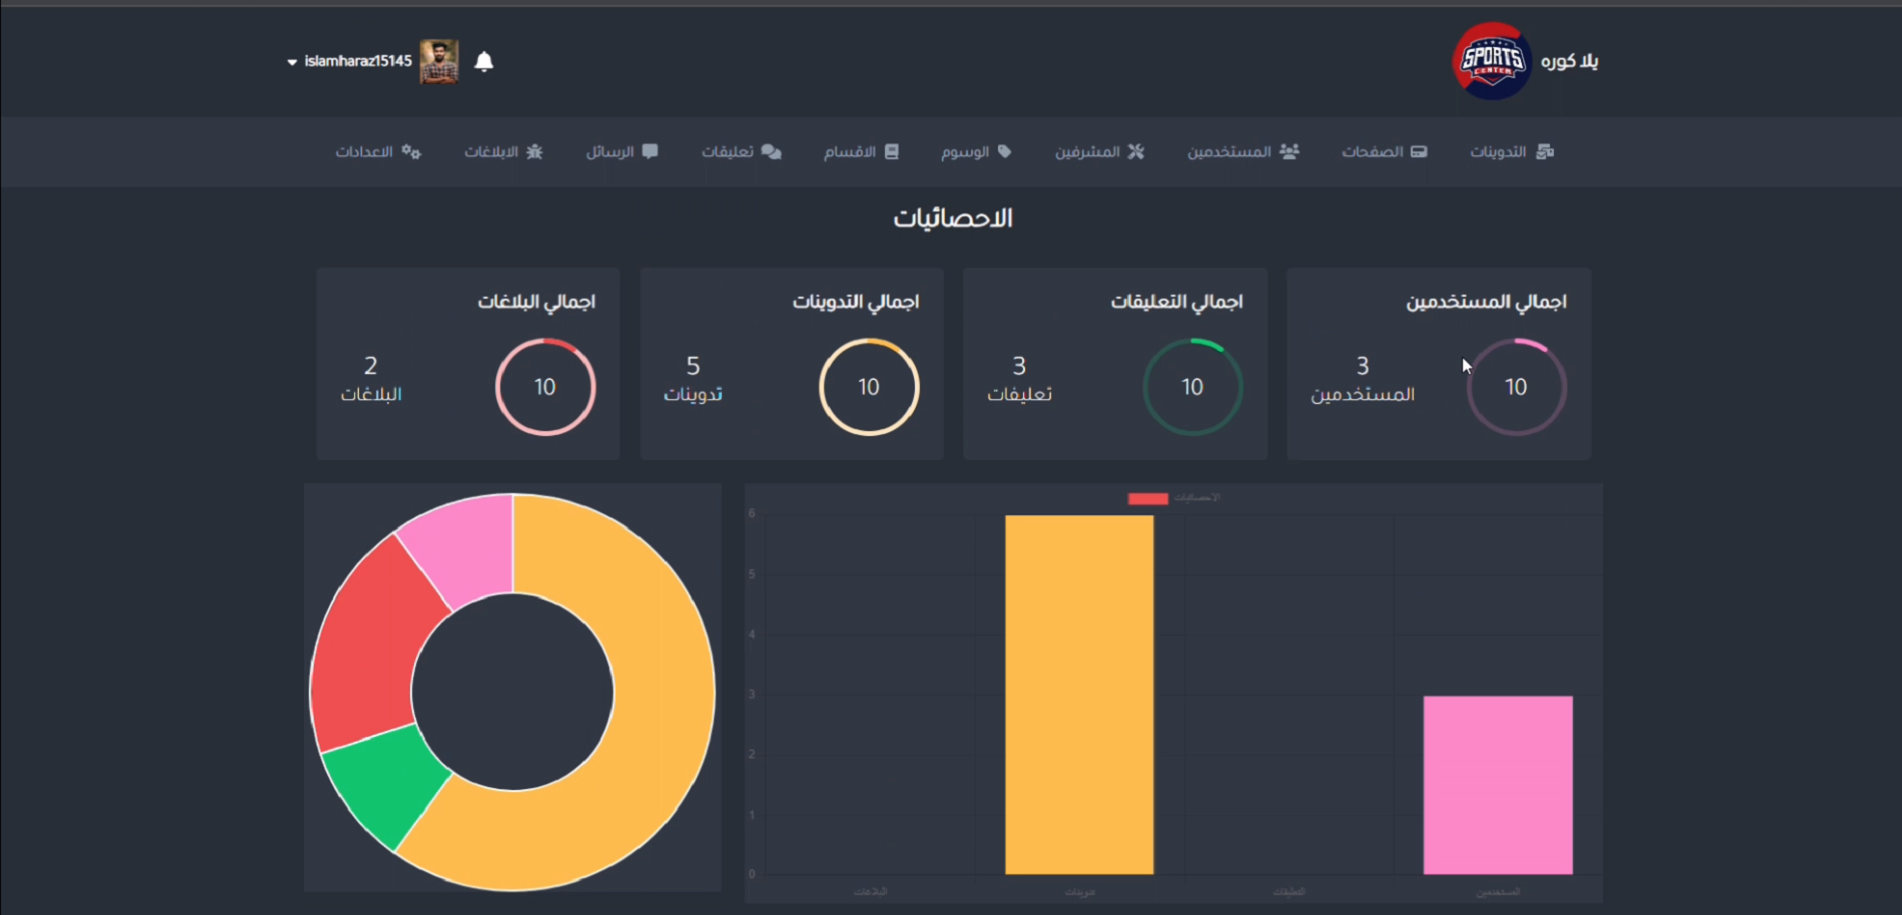 يلا كوره
SPORTS
CENTER
islamharaz15145
التدوينات
الصفحات
المستخدمين
المشرفين
الوسوم
الاقسام
تعليقات
الرسائل
الابلاغات
الاعدادات
الاحصائيات
اجمالي المستخدمين
10
3
المستخدمين
اجمالي التعليقات
10
3
تعليقات
اجمالي التدوينات
10
5
تدوينات
اجمالي البلاغات
10
2
البلاغات
الاحصائيات
6
5
4
3
2
1
0
المستخدمين
التعليقات
تدوينات
البلاغات